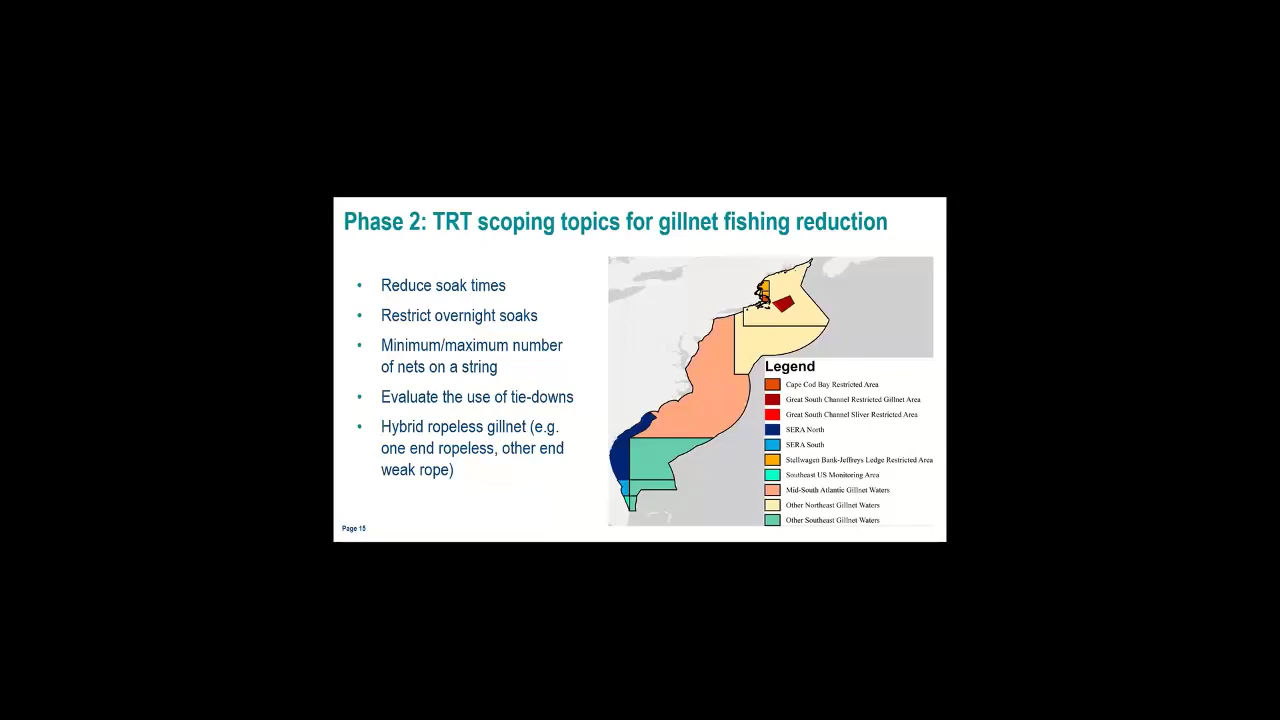 Phase 2: TRT scoping topics for gillnet fishing reduction
• Reduce soak times
• Restrict overnight soaks
• Minimum/maximum number
of nets on a string
• Evaluate the use of tie-downs
• Hybrid ropeless gillnet (e.g.
one end ropeless, other end
weak rope)
Page 15
Legend
Cape Cod Bay Restricted Area
Great South Channel Restricted Gillnet Area
Great South Channel Sliver Restricted Area
SERA North
SERA South
Stellwagen Bank-Jeffreys Ledge Restricted Area
Southeast US Monitoring Area
Mid-South Atlantic Gillnet Waters
Other Northeast Gillnet Waters
Other Southeast Gillnet Waters